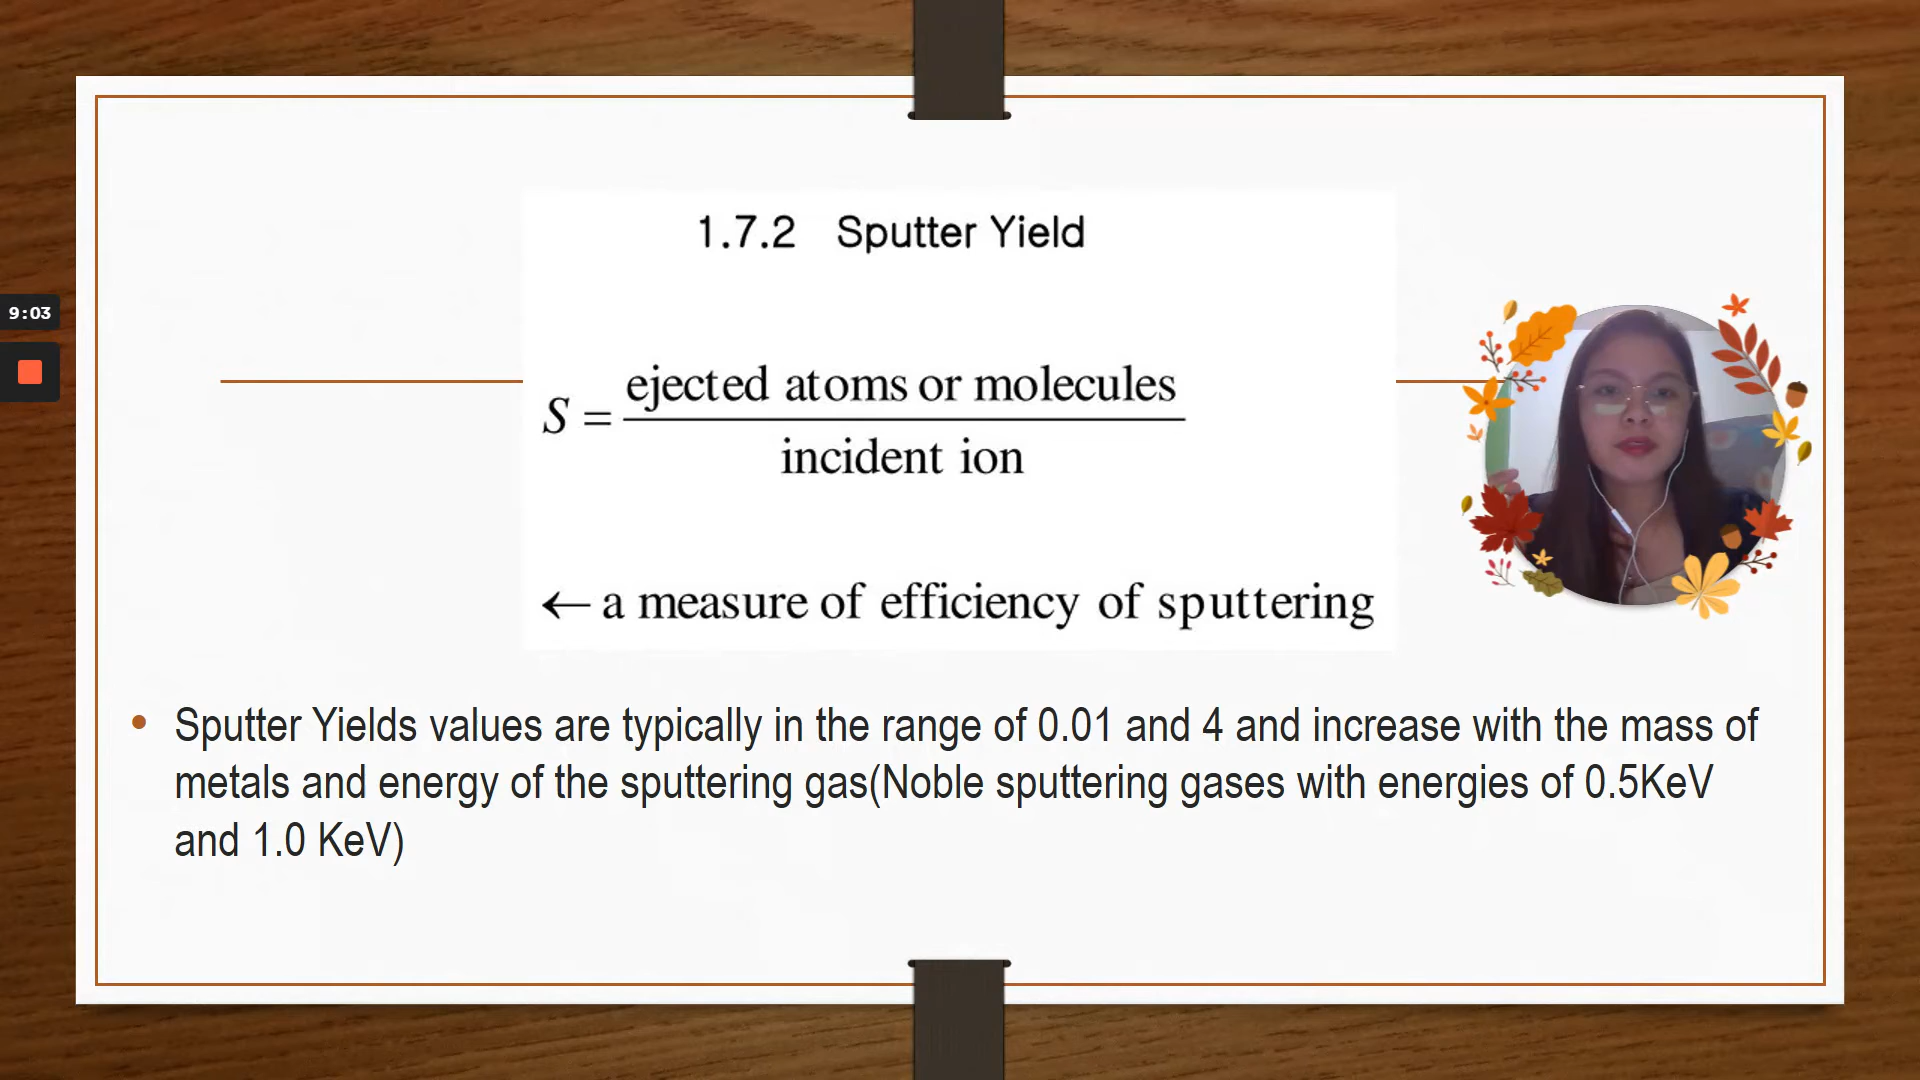 1.7.2 Sputter Yield
9:03
S = ejected atoms or molecules
incident ion
← a measure of efficiency of sputtering
• Sputter Yields values are typically in the range of 0.01 and 4 and increase with the mass of
metals and energy of the sputtering gas(Noble sputtering gases with energies of 0.5KeV
and 1.0 KeV)